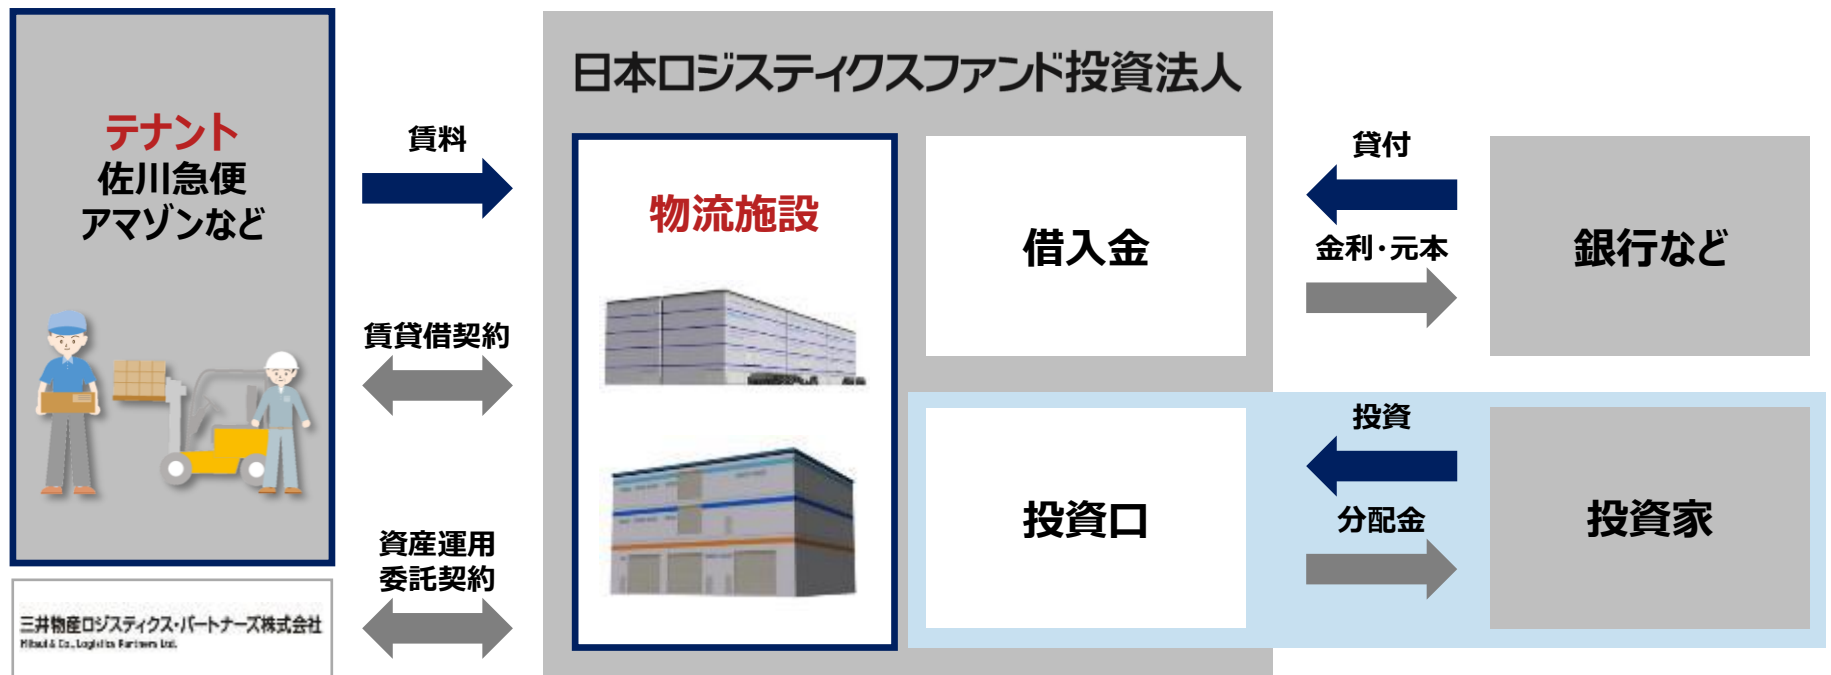 日本ロジスティクスファンド投資法人
テナント
佐川急便
アマゾンなど
賃料
賃貸借契約
資産運用
委託契約
三井物産ロジスティクス・パートナーズ株式会社
Mitsui & Co., Logistics Partners Ltd.
物流施設
借入金
投資口
貸付
金利・元本
銀行など
投資
分配金
投資家